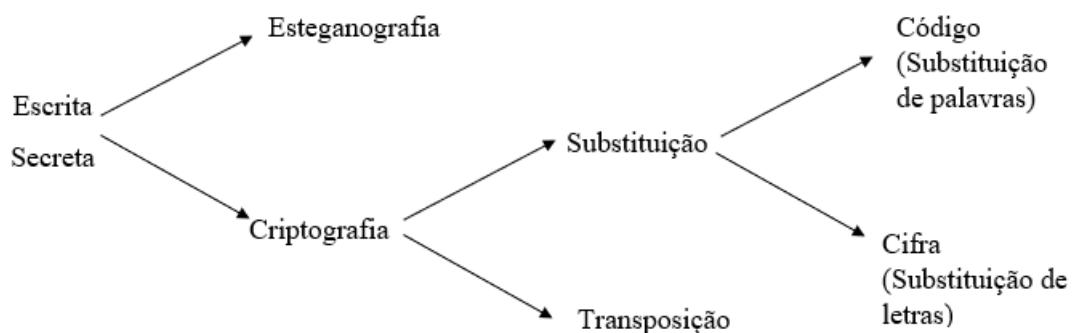 Esteganografia
Código
(Substituição
de palavras)
Escrita
Secreta
Substituição
Criptografia
Cifra
(Substituição de
letras)
Transposição